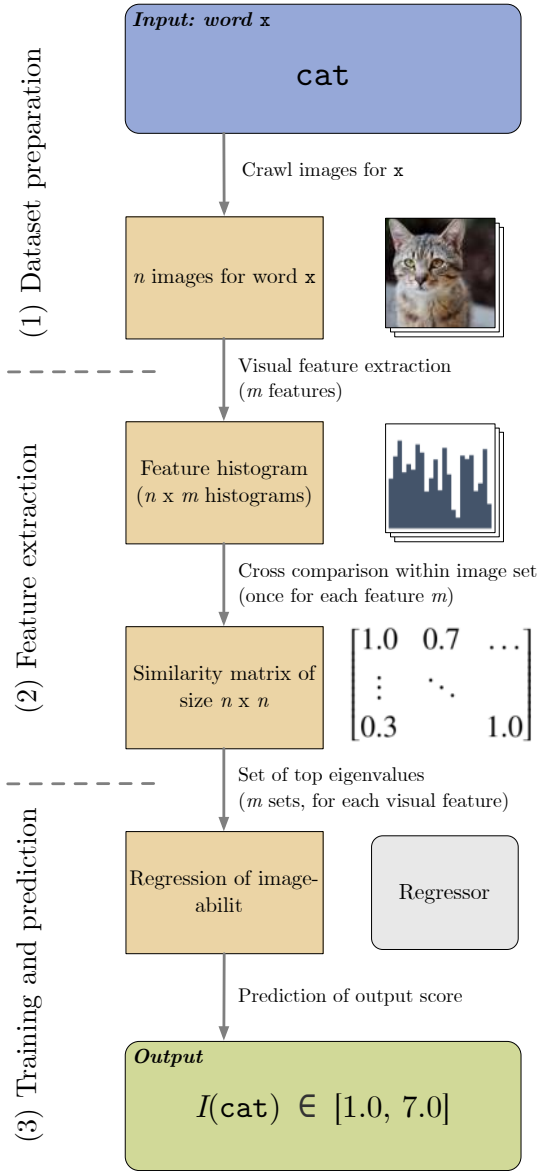 Input: word x
cat
(1) Dataset preparation
Crawl images for x
n images for word x
Visual feature extraction
(m features)
(2) Feature extraction
Feature histogram
(n x m histograms)
Cross comparison within image set
(once for each feature m)
Similarity matrix of
size n x n
1.0 0.7 …
⋮ ⋱
0.3 1.0
Set of top eigenvalues
(m sets, for each visual feature)
(3) Training and prediction
Regression of image-
abilit
Regressor
Prediction of output score
Output
I(cat) ∈ [1.0, 7.0]